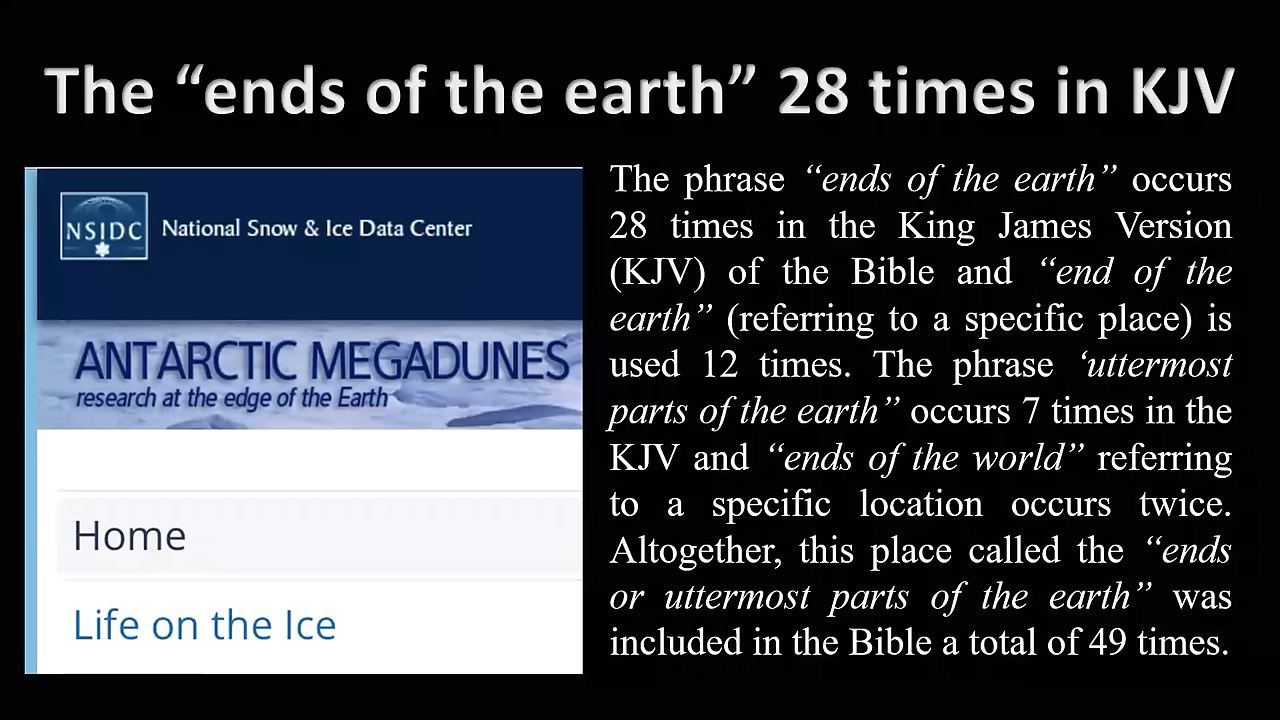 The “ends of the earth” 28 times in KJV
NSIDC
National Snow & Ice Data Center
ANTARCTIC MEGADUNES
research at the edge of the Earth
Home
Life on the Ice
The phrase “ends of the earth” occurs
28 times in the King James Version
(KJV) of the Bible and “end of the
earth” (referring to a specific place) is
used 12 times. The phrase ‘uttermost
parts of the earth” occurs 7 times in the
KJV and “ends of the world” referring
to a specific location occurs twice.
Altogether, this place called the “ends
or uttermost parts of the earth” was
included in the Bible a total of 49 times.